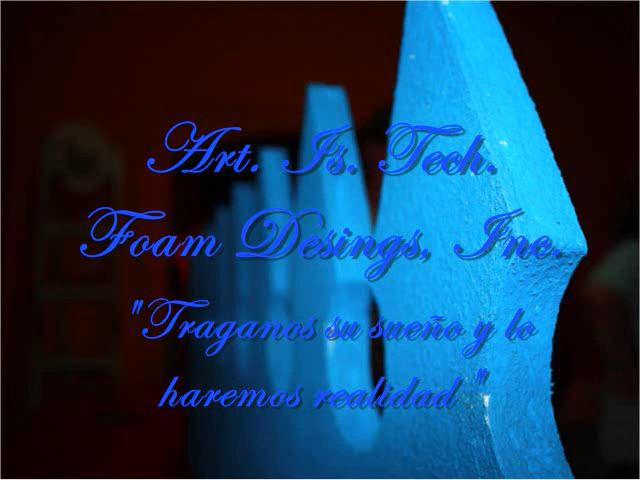 Art. Is. Tech.
Foam Desings, Inc.
"Traganos su sueño y lo
haremos realidad "